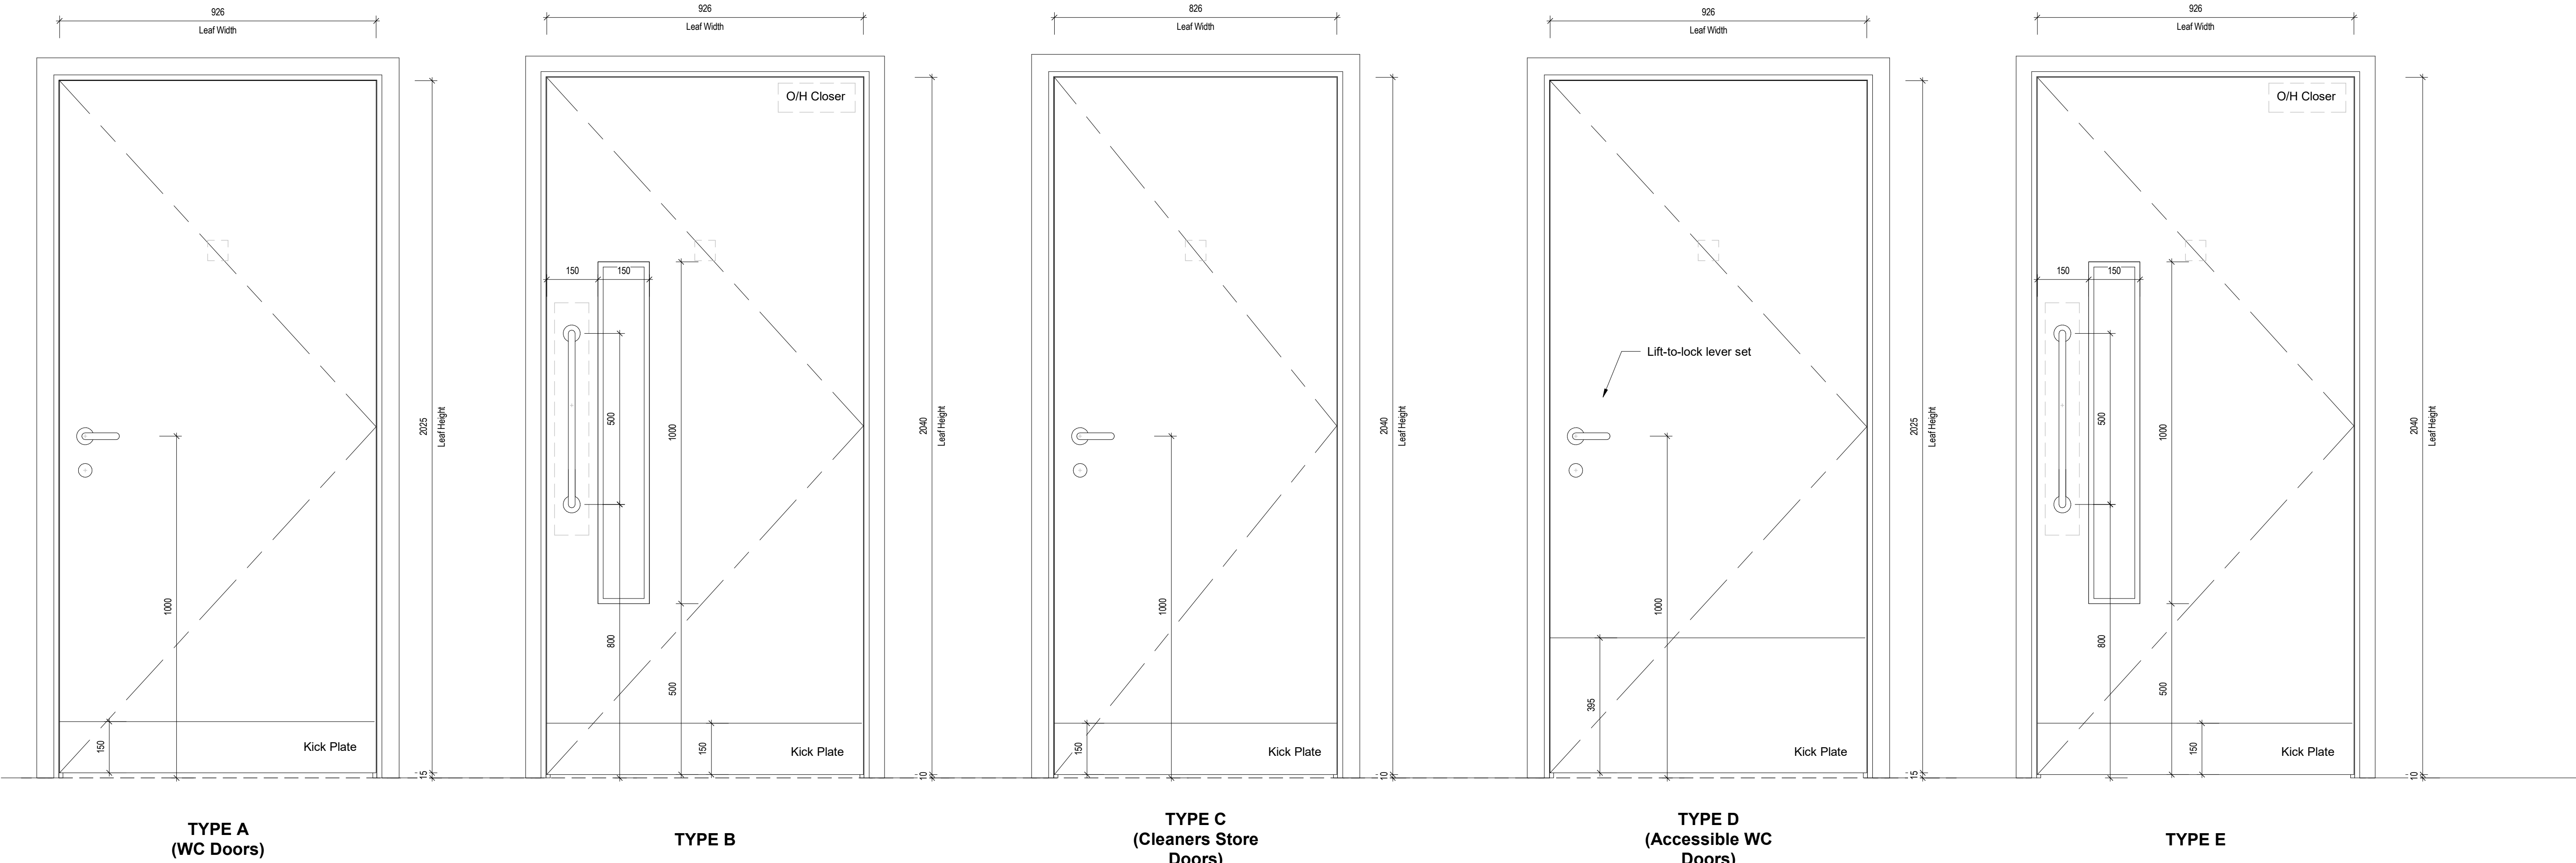 926
Leaf Width
2025
Leaf Height
1000
150
Kick Plate
15
TYPE A
(WC Doors)
926
Leaf Width
O/H Closer
150
150
500
1000
2040
Leaf Height
800
500
150
Kick Plate
10
TYPE B
826
Leaf Width
2040
Leaf Height
1000
150
Kick Plate
10
TYPE C
(Cleaners Store
Doors)
926
Leaf Width
Lift-to-lock lever set
2025
Leaf Height
1000
395
Kick Plate
15
TYPE D
(Accessible WC
Doors)
926
Leaf Width
O/H Closer
150
150
500
1000
2040
Leaf Height
800
500
150
Kick Plate
10
TYPE E